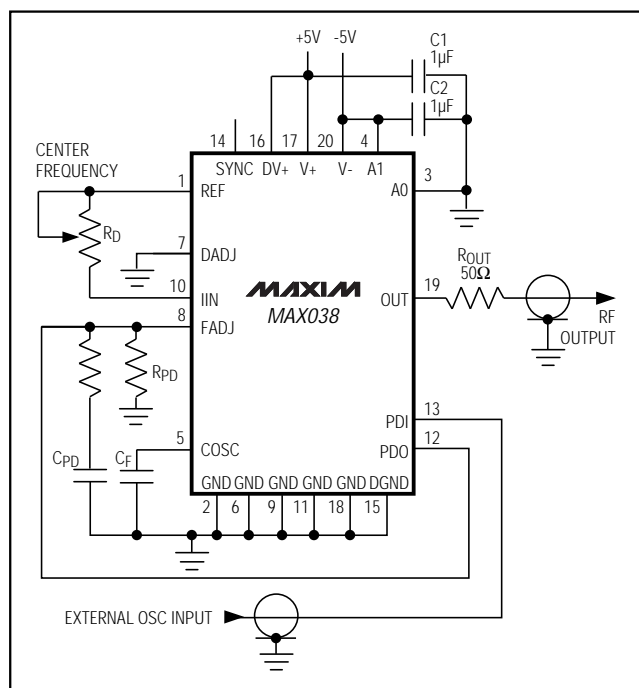 +5V
-5V
C1
1µF
C2
1µF
14
16
17
20
4
CENTER
FREQUENCY
SYNC
DV+
V+
V-
A1
1
REF
A0
3
RD
7
DADJ
ROUT
50Ω
10
IIN
MAXIM
MAX038
OUT
19
8
FADJ
RF
OUTPUT
RPD
PDI
13
5
COSC
PDO
12
CPD
CF
GND
GND
GND
GND
GND
DGND
2
6
9
11
18
15
EXTERNAL OSC INPUT